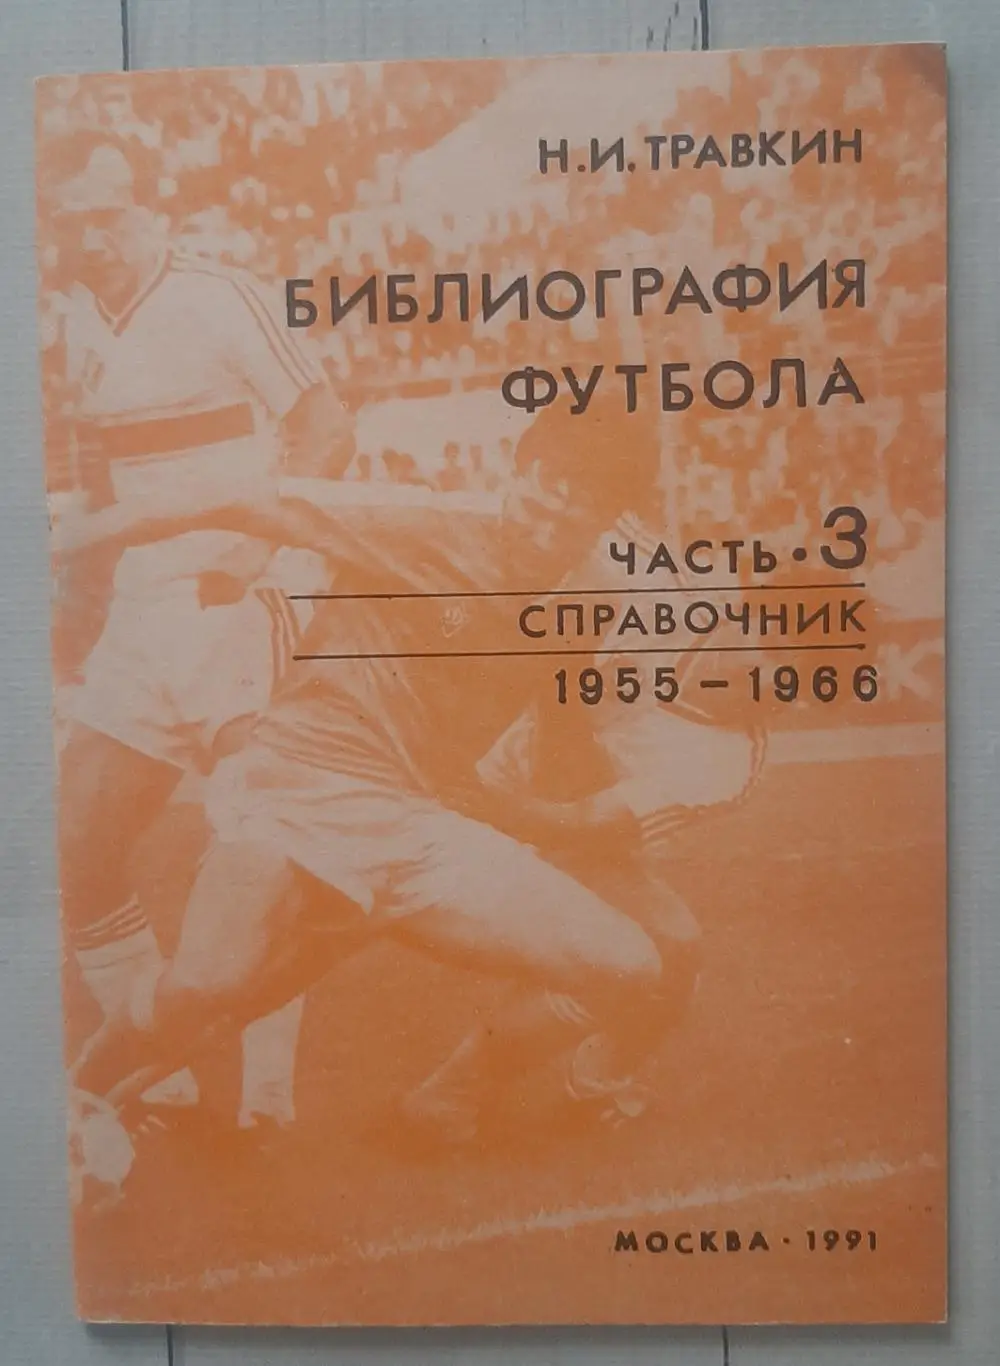 Н.И.ТРАВКИН
БИБЛИОГРАФИЯ
ФУТБОЛА
ЧАСТЬ•3
СПРАВОЧНИК
1955-1966
МОСКВА•1991